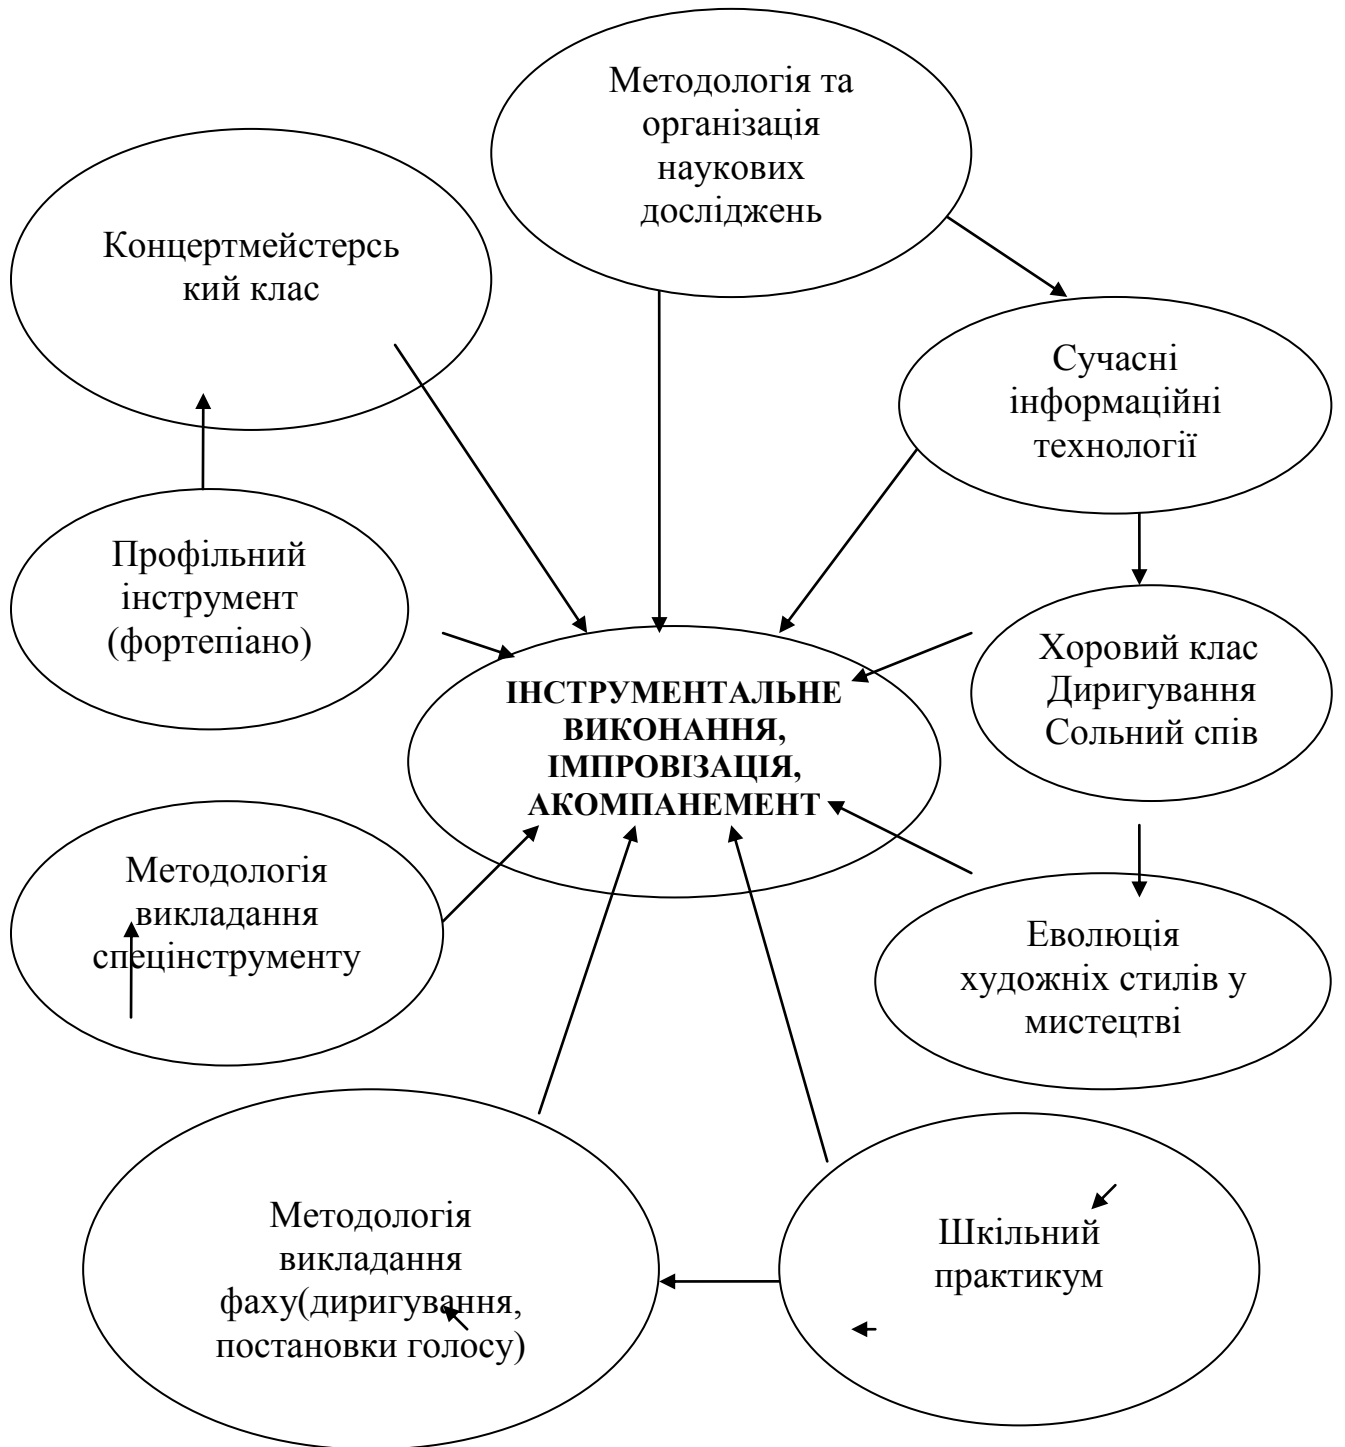 Методологія та
організація
наукових
досліджень
Концертмейстерсь
кий клас
Сучасні
інформаційні
технології
Профільний
інструмент
(фортепіано)
Хоровий клас
Диригування
Сольний спів
ІНСТРУМЕНТАЛЬНЕ
ВИКОНАННЯ,
ІМПРОВІЗАЦІЯ,
АКОМПАНЕМЕНТ
Методологія
викладання
спецінструменту
Еволюція
художніх стилів у
мистецтві
Методологія
викладання
фаху(диригування,
постановки голосу)
Шкільний
практикум